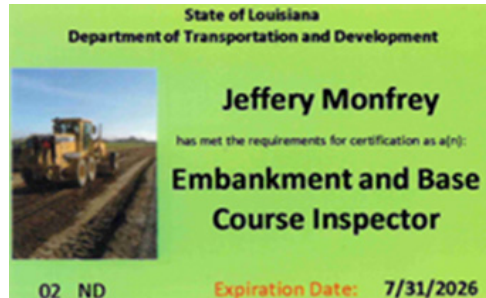 State of Louisiana
Department of Transportation and Development
Jeffery Monfrey
has met the requirements for certification as a(n):
Embankment and Base
Course Inspector
02 ND
Expiration Date: 7/31/2026